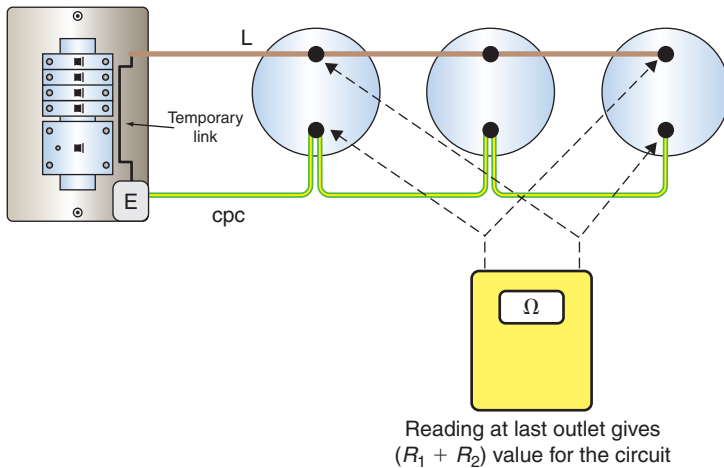 L
Temporary
link
E
cpc
Ω
Reading at last outlet gives
(R₁ + R₂) value for the circuit